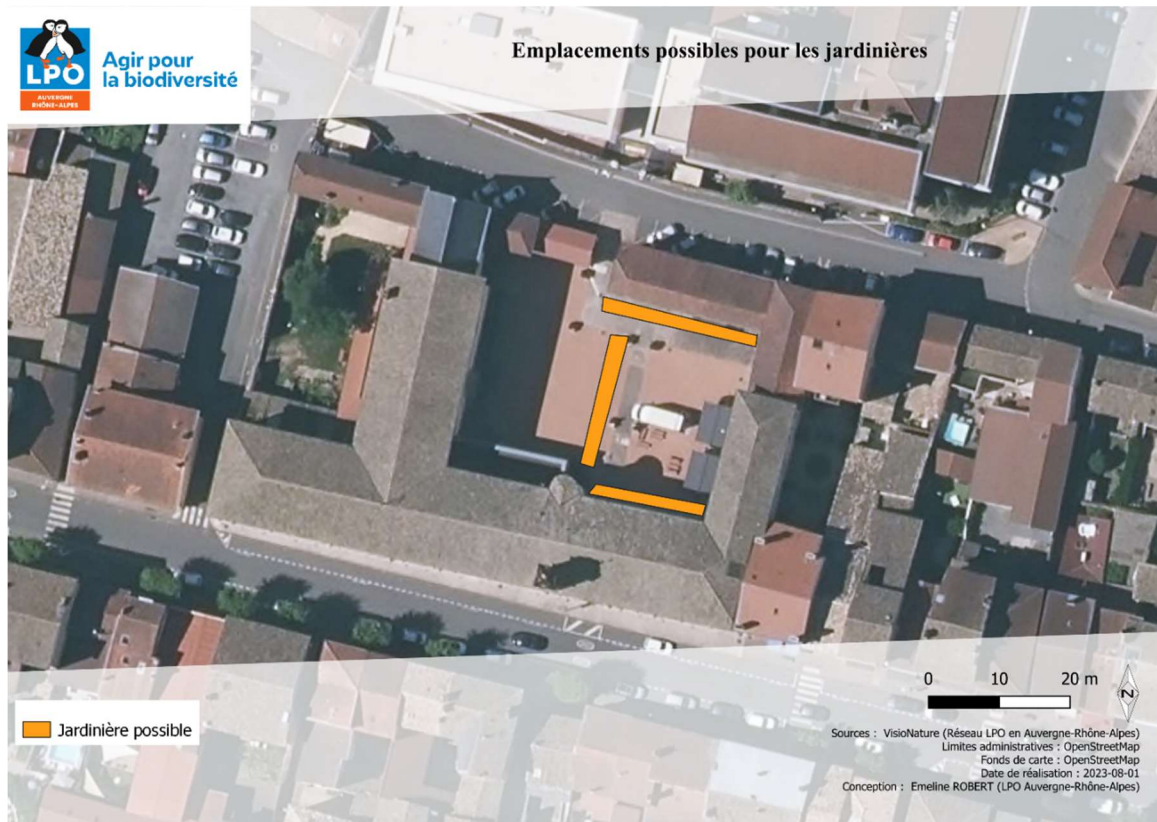 LPO
AUVERGNE
RHÔNE-ALPES
Agir pour
la biodiversité
Emplacements possibles pour les jardinières
Jardinière possible
0 10 20 m
N
Sources : VisioNature (Réseau LPO en Auvergne-Rhône-Alpes)
Limites administratives : OpenStreetMap
Fonds de carte : OpenStreetMap
Date de réalisation : 2023-08-01
Conception : Emeline ROBERT (LPO Auvergne-Rhône-Alpes)